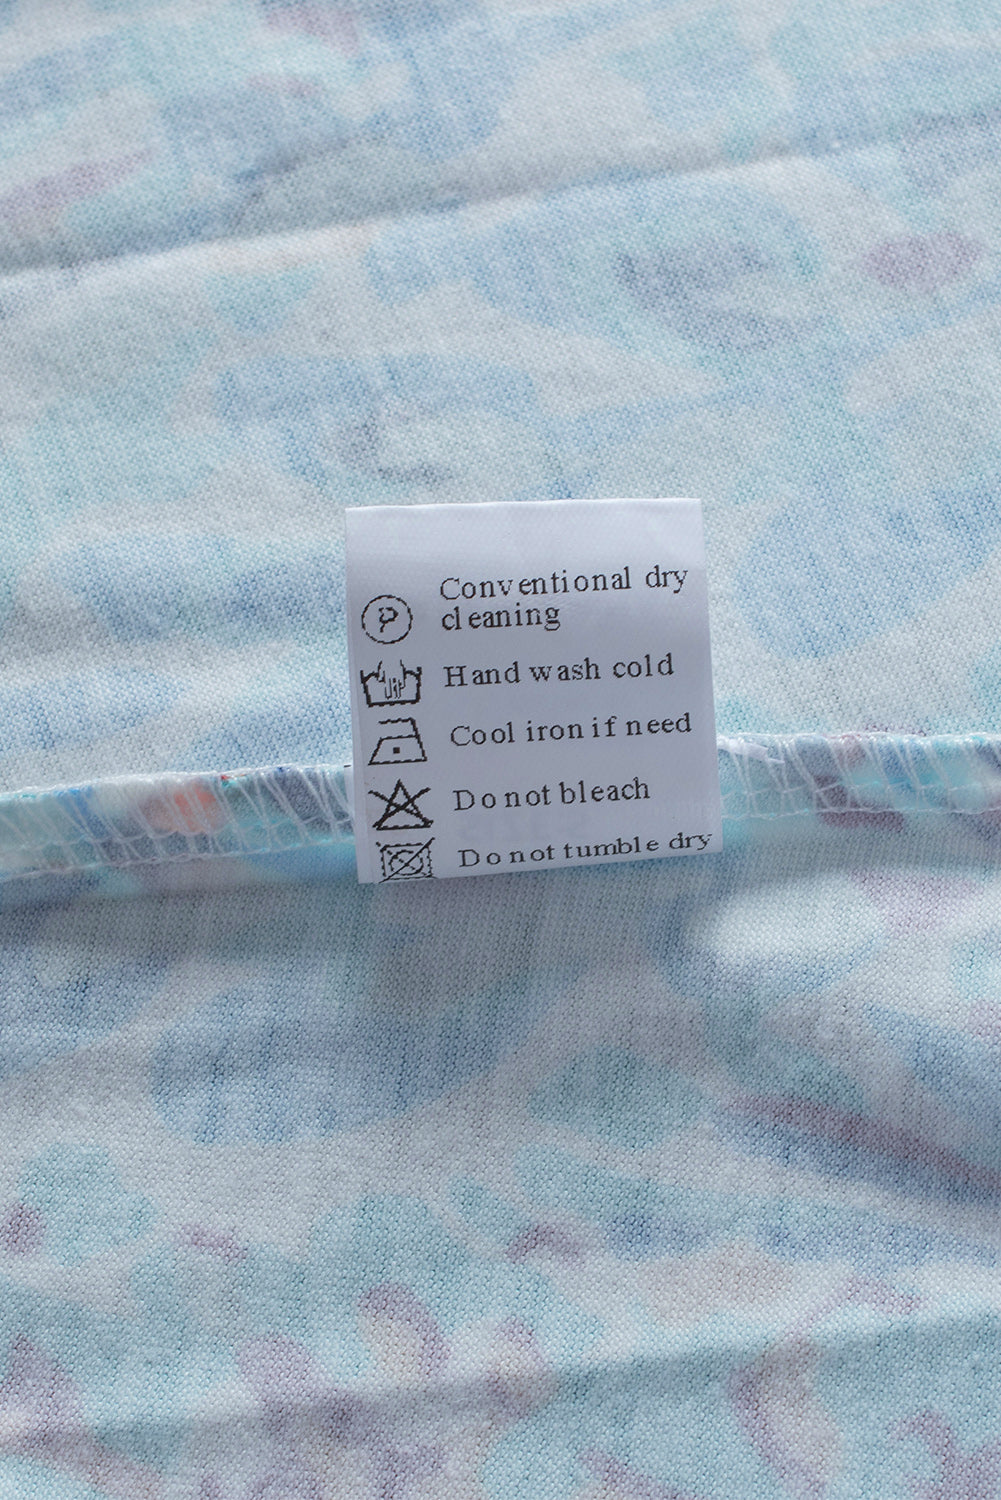 Conventional dry
cleaning
P
Hand wash cold
Cool iron if need
Do not bleach
Do not tumble dry